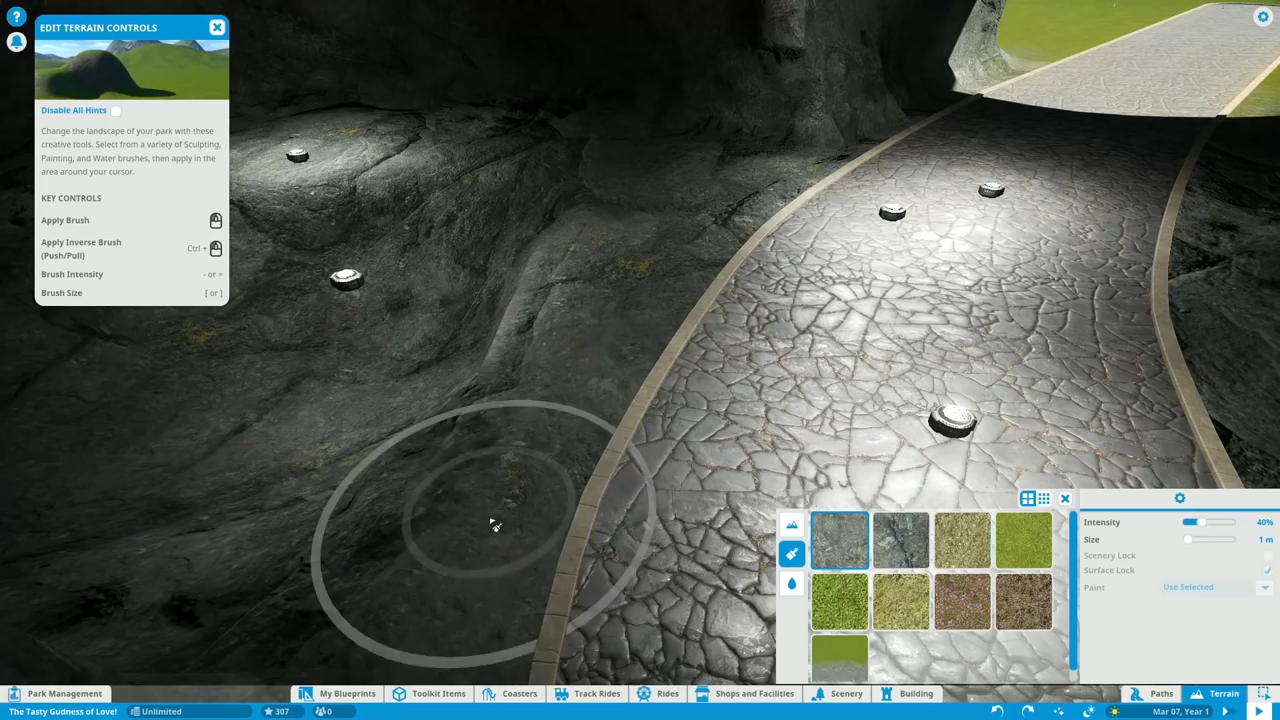 ?
EDIT TERRAIN CONTROLS
Disable All Hints
Change the landscape of your park with these
creative tools. Select from a variety of Sculpting,
Painting, and Water brushes, then apply in the
area around your cursor.
KEY CONTROLS
Apply Brush
Apply Inverse Brush
(Push/Pull)
Ctrl +
Brush Intensity - or =
Brush Size [ or ]
Intensity 40%
Size 1 m
Scenery Lock
Surface Lock
Paint Use Selected
Park Management My Blueprints Toolkit Items Coasters Track Rides Rides Shops and Facilities Scenery Building Paths Terrain
The Tasty Gudness of Love! Unlimited 307 0 Mar 07, Year 1